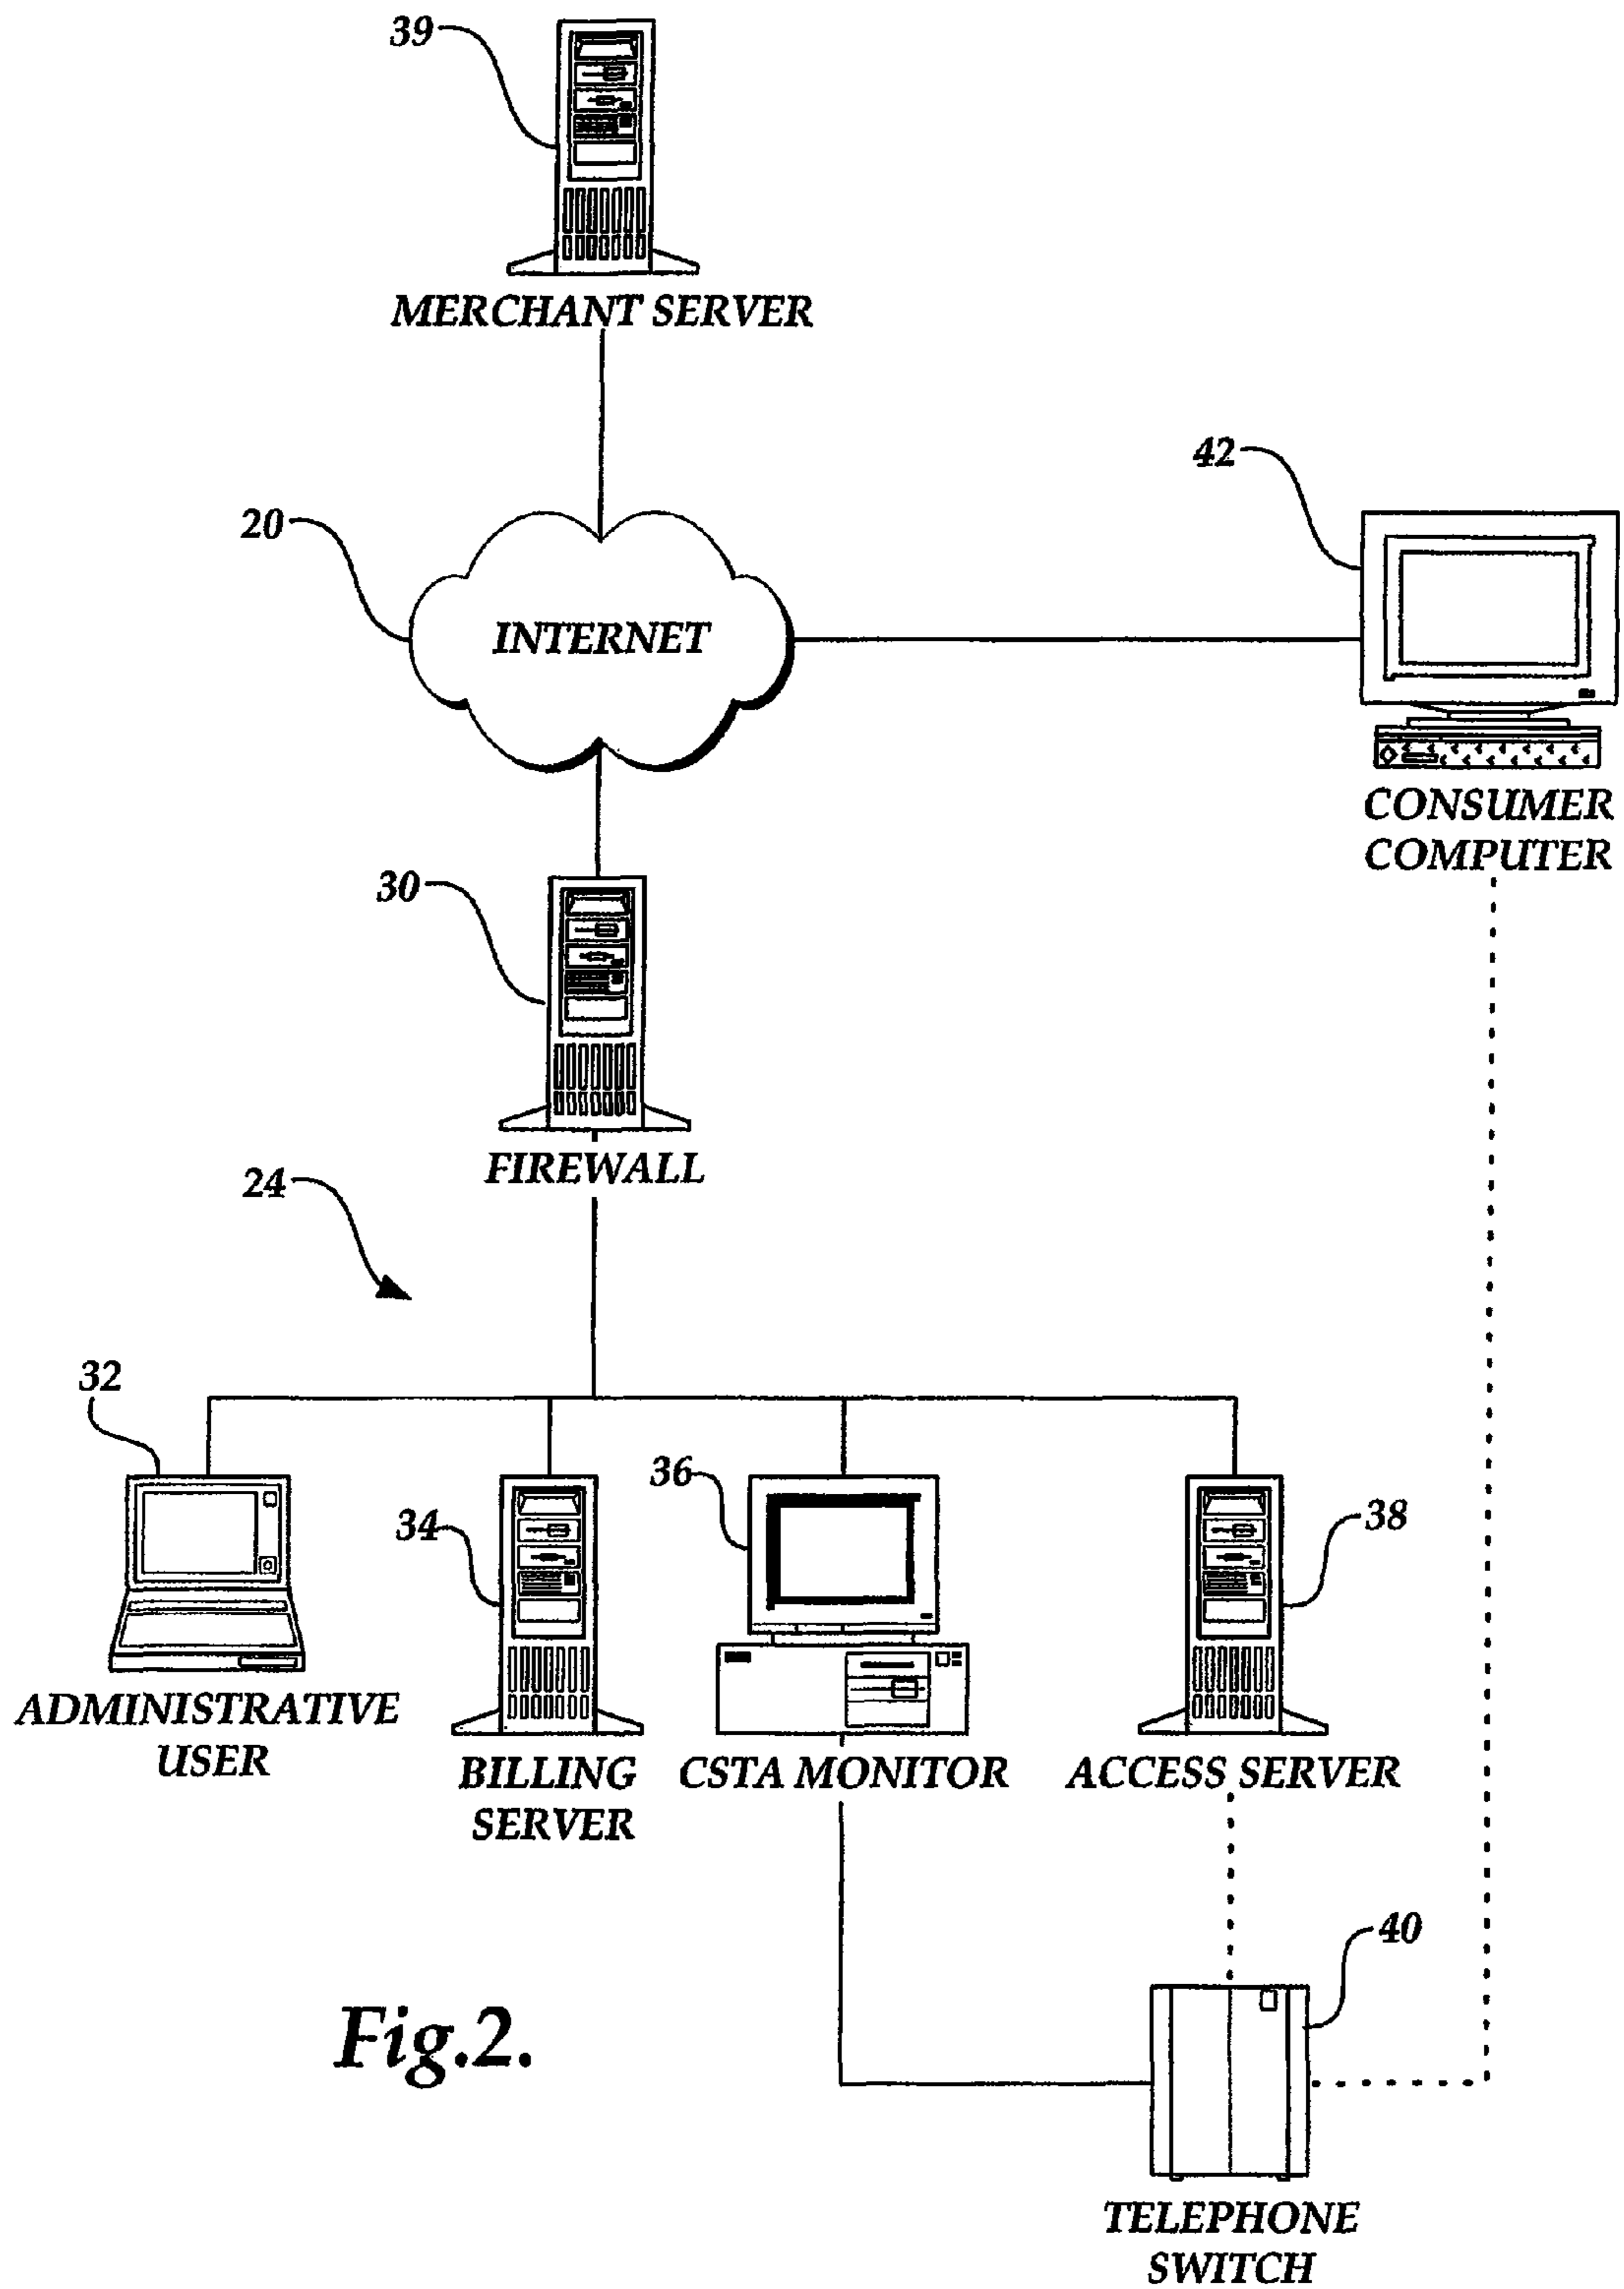 39
MERCHANT SERVER
42
20
INTERNET
CONSUMER
COMPUTER
30
FIREWALL
24
32
36
34
38
ADMINISTRATIVE
USER
BILLING
SERVER
CSTA MONITOR
ACCESS SERVER
40
Fig.2.
TELEPHONE
SWITCH